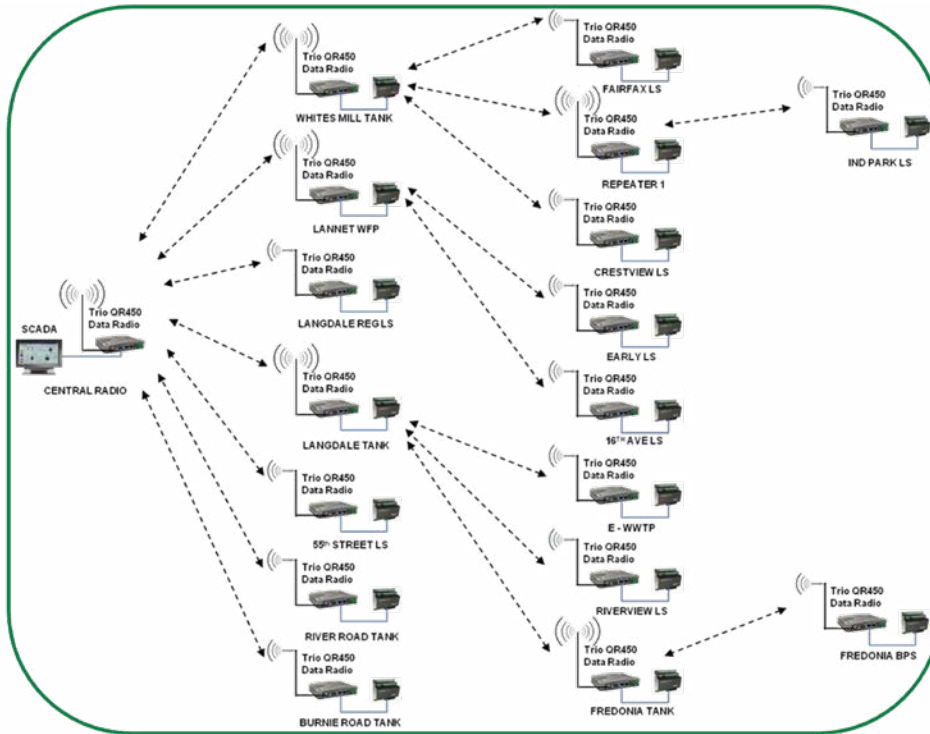 SCADA
Trio QR450
Data Radio
CENTRAL RADIO
Trio QR450
Data Radio
WHITES MILL TANK
Trio QR450
Data Radio
LANNET WFP
Trio QR450
Data Radio
LANGDALE REG LS
Trio QR450
Data Radio
LANGDALE TANK
Trio QR450
Data Radio
55th STREET LS
Trio QR450
Data Radio
RIVER ROAD TANK
Trio QR450
Data Radio
BURNIE ROAD TANK
Trio QR450
Data Radio
FAIRFAX LS
Trio QR450
Data Radio
REPEATER 1
Trio QR450
Data Radio
CRESTVIEW LS
Trio QR450
Data Radio
EARLY LS
Trio QR450
Data Radio
16TH AVE LS
Trio QR450
Data Radio
E - WWTP
Trio QR450
Data Radio
RIVERVIEW LS
Trio QR450
Data Radio
FREDONIA TANK
Trio QR450
Data Radio
IND PARK LS
Trio QR450
Data Radio
FREDONIA BPS